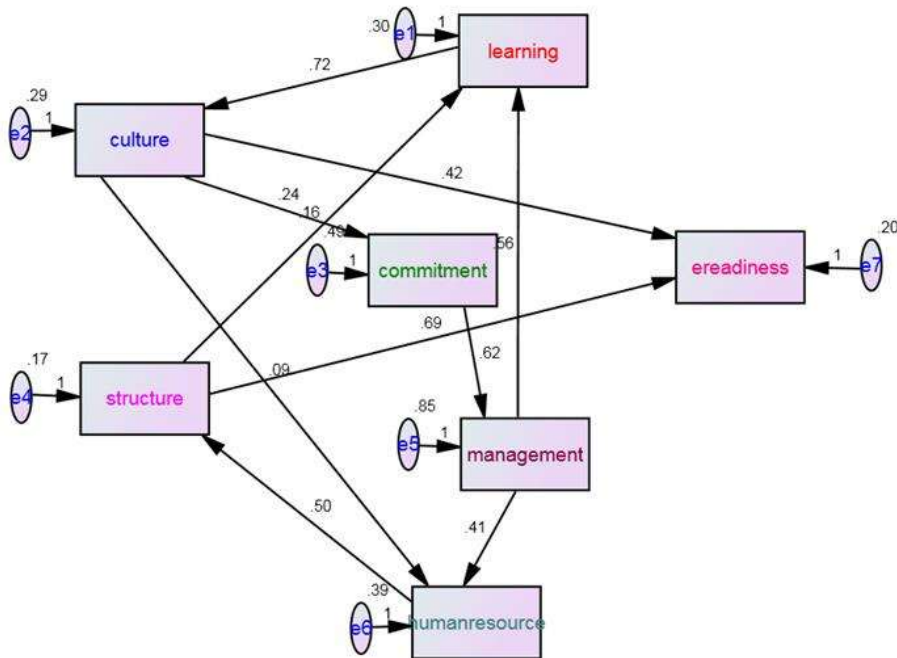 .30
e1
1
learning
.72
.29
e2
1
culture
.42
.24
.16
.49
e3
1
commitment
.56
ereadiness
1
.20
e7
.69
.62
.17
e4
1
structure
.09
.85
e5
1
management
.50
.41
.39
e6
1
humanresource